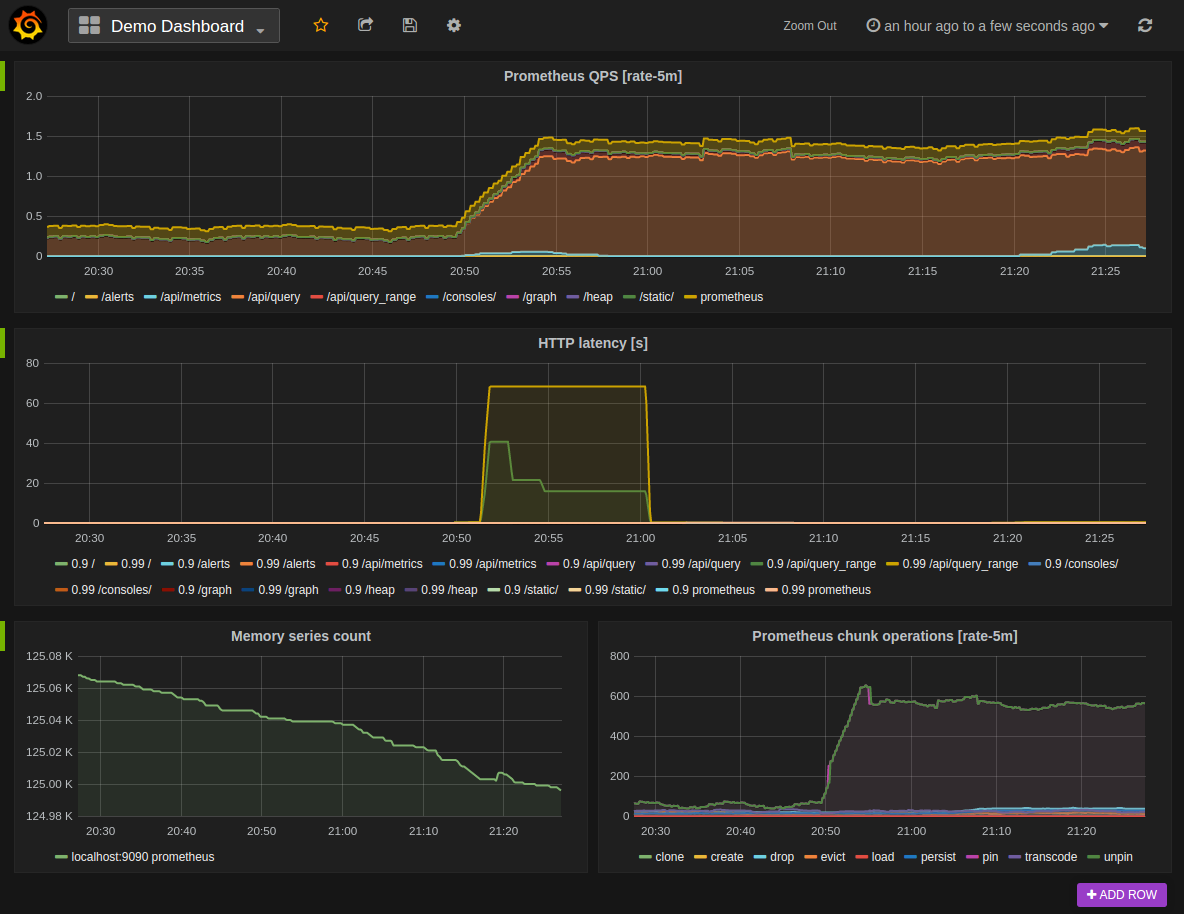 Demo Dashboard Zoom Out an hour ago to a few seconds ago
Prometheus QPS [rate-5m]
2.0
1.5
1.0
0.5
0
20:30 20:35 20:40 20:45 20:50 20:55 21:00 21:05 21:10 21:15 21:20 21:25
/ /alerts /api/metrics /api/query /api/query_range /consoles/ /graph /heap /static/ prometheus
HTTP latency [s]
80
60
40
20
0
20:30 20:35 20:40 20:45 20:50 20:55 21:00 21:05 21:10 21:15 21:20 21:25
0.9 / 0.99 / 0.9 /alerts 0.99 /alerts 0.9 /api/metrics 0.99 /api/metrics 0.9 /api/query 0.99 /api/query 0.9 /api/query_range 0.99 /api/query_range 0.9 /consoles/
0.99 /consoles/ 0.9 /graph 0.99 /graph 0.9 /heap 0.99 /heap 0.9 /static/ 0.99 /static/ 0.9 prometheus 0.99 prometheus
Memory series count
125.08 K
125.06 K
125.04 K
125.02 K
125.00 K
124.98 K
20:30 20:40 20:50 21:00 21:10 21:20
localhost:9090 prometheus
Prometheus chunk operations [rate-5m]
800
600
400
200
0
20:30 20:40 20:50 21:00 21:10 21:20
clone create drop evict load persist pin transcode unpin
ADD ROW